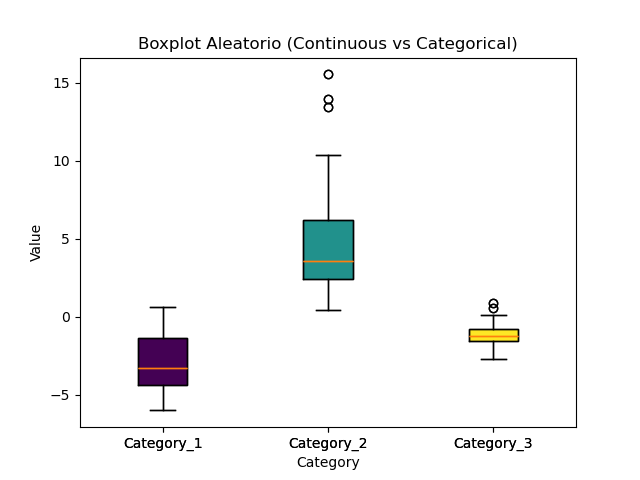 Boxplot Aleatorio (Continuous vs Categorical)
15
10
5
0
−5
Value
Category_1 Category_2 Category_3
Category